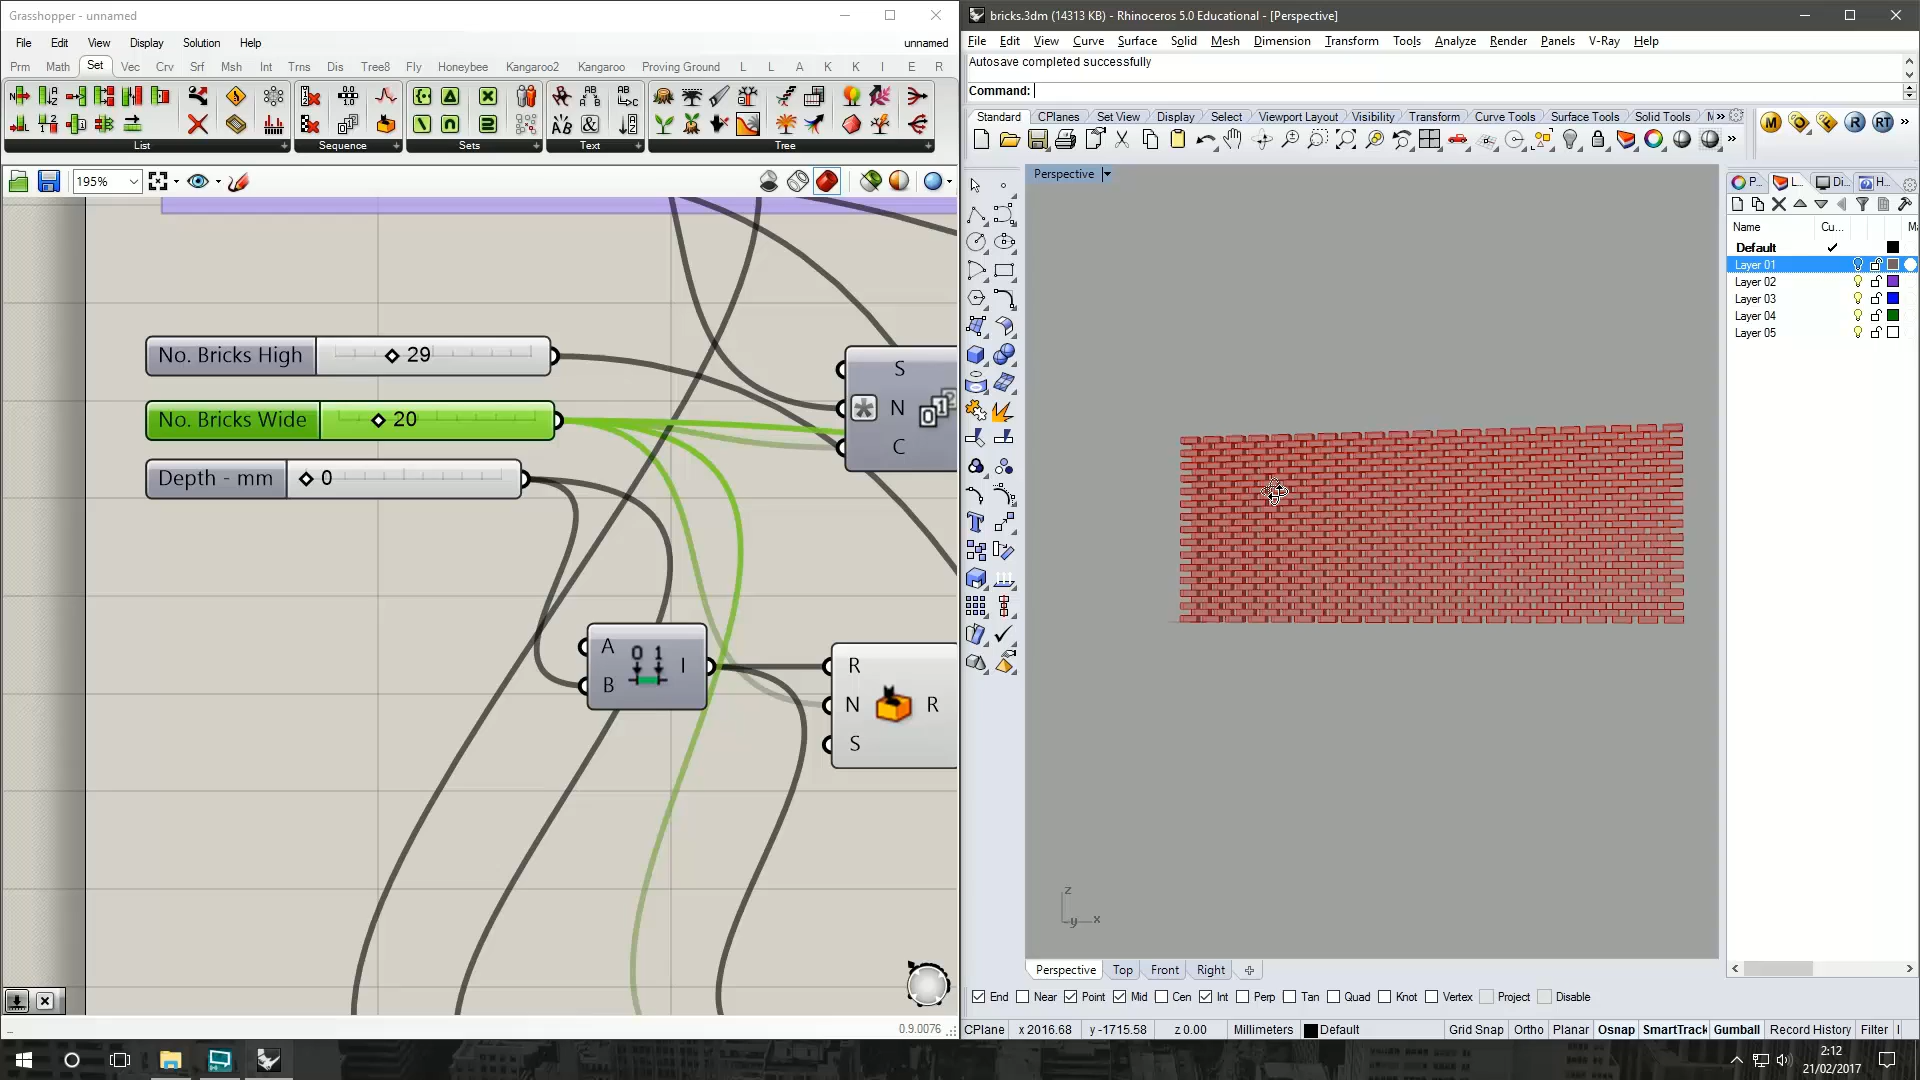 Grasshopper - unnamed
File Edit View Display Solution Help
unnamed
Prm Math Set Vec Crv Srf Msh Int Trns Dis Tree8 Fly Honeybee Kangaroo2 Kangaroo Proving Ground L L A K K I E R
List Sequence Sets Text Tree
195%
No. Bricks High 29
No. Bricks Wide 20
Depth - mm 0
S
N
C
A
B
0 1
I
R
N
S
R
0.9.0076
bricks.3dm (14313 KB) - Rhinoceros 5.0 Educational - [Perspective]
File Edit View Curve Surface Solid Mesh Dimension Transform Tools Analyze Render Panels V-Ray Help
Autosave completed successfully
Command:
Standard CPlanes Set View Display Select Viewport Layout Visibility Transform Curve Tools Surface Tools Solid Tools
M O R RT
Perspective
z
y x
P... L... Di... H...
Name Cu... M
Default
Layer 01
Layer 02
Layer 03
Layer 04
Layer 05
Perspective Top Front Right
End Near Point Mid Cen Int Perp Tan Quad Knot Vertex Project Disable
CPlane x 2016.68 y -1715.58 z 0.00 Millimeters Default Grid Snap Ortho Planar Osnap SmartTrack Gumball Record History Filter
2:12
21/02/2017